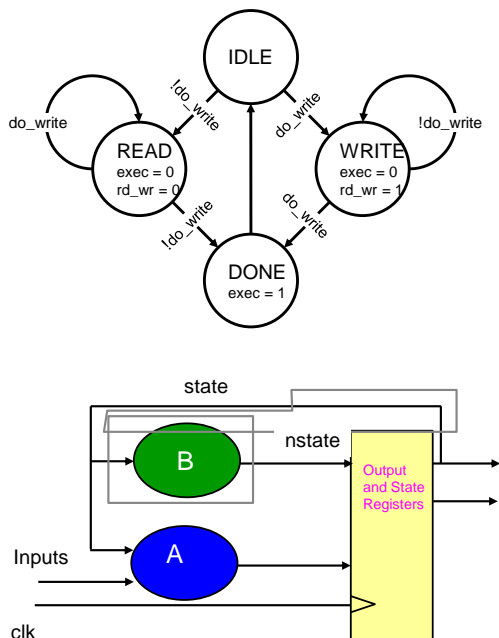 IDLE
!do_write
do_write
do_write
!do_write
READ
exec = 0
rd_wr = 0
WRITE
exec = 0
rd_wr = 1
!do_write
do_write
DONE
exec = 1
state
B
nstate
Output
and State
Registers
A
Inputs
clk